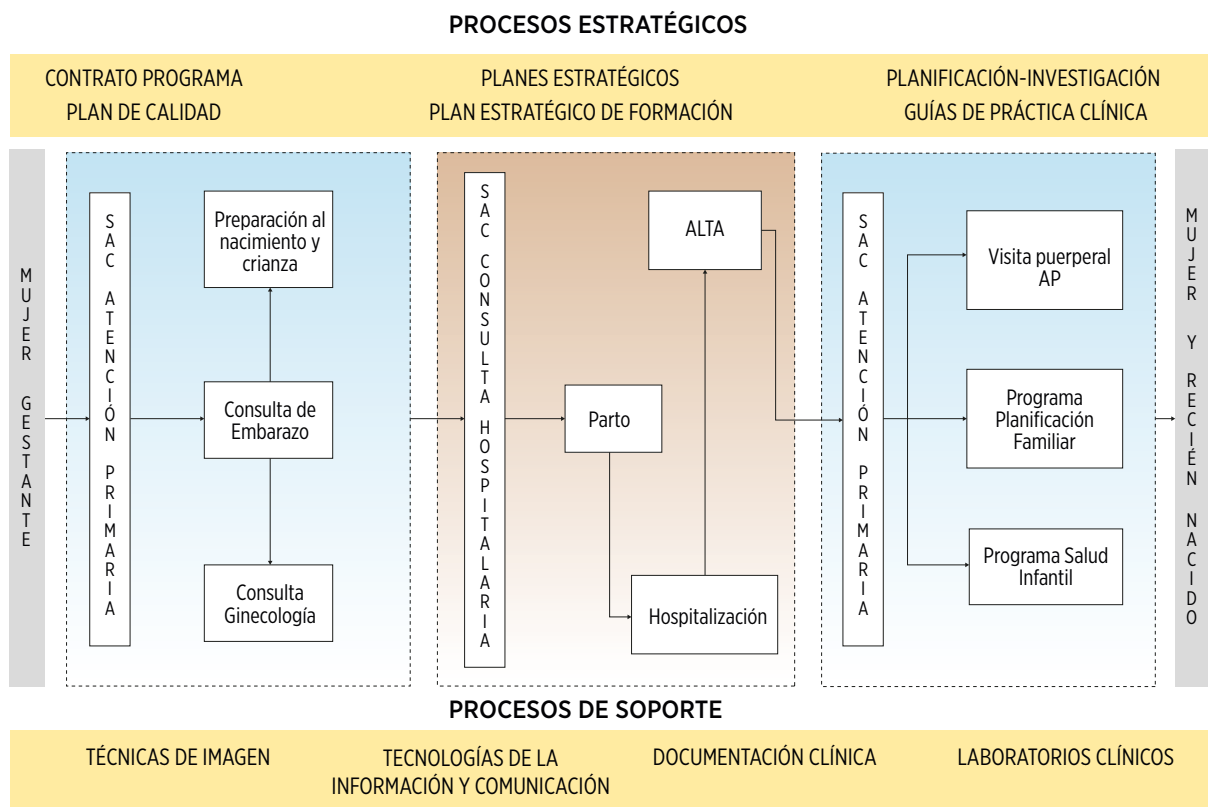 PROCESOS ESTRATÉGICOS
CONTRATO PROGRAMA
PLAN DE CALIDAD
PLANES ESTRATÉGICOS
PLAN ESTRATÉGICO DE FORMACIÓN
PLANIFICACIÓN-INVESTIGACIÓN
GUÍAS DE PRÁCTICA CLÍNICA
MUJER GESTANTE
SAC ATENCIÓN PRIMARIA
Preparación al
nacimiento y
crianza
Consulta de
Embarazo
Consulta
Ginecología
SAC CONSULTA HOSPITALARIA
Parto
ALTA
Hospitalización
SAC ATENCIÓN PRIMARIA
Visita puerperal
AP
Programa
Planificación
Familiar
Programa Salud
Infantil
MUJER Y RECIÉN NACIDO
PROCESOS DE SOPORTE
TÉCNICAS DE IMAGEN
TECNOLOGÍAS DE LA
INFORMACIÓN Y COMUNICACIÓN
DOCUMENTACIÓN CLÍNICA
LABORATORIOS CLÍNICOS